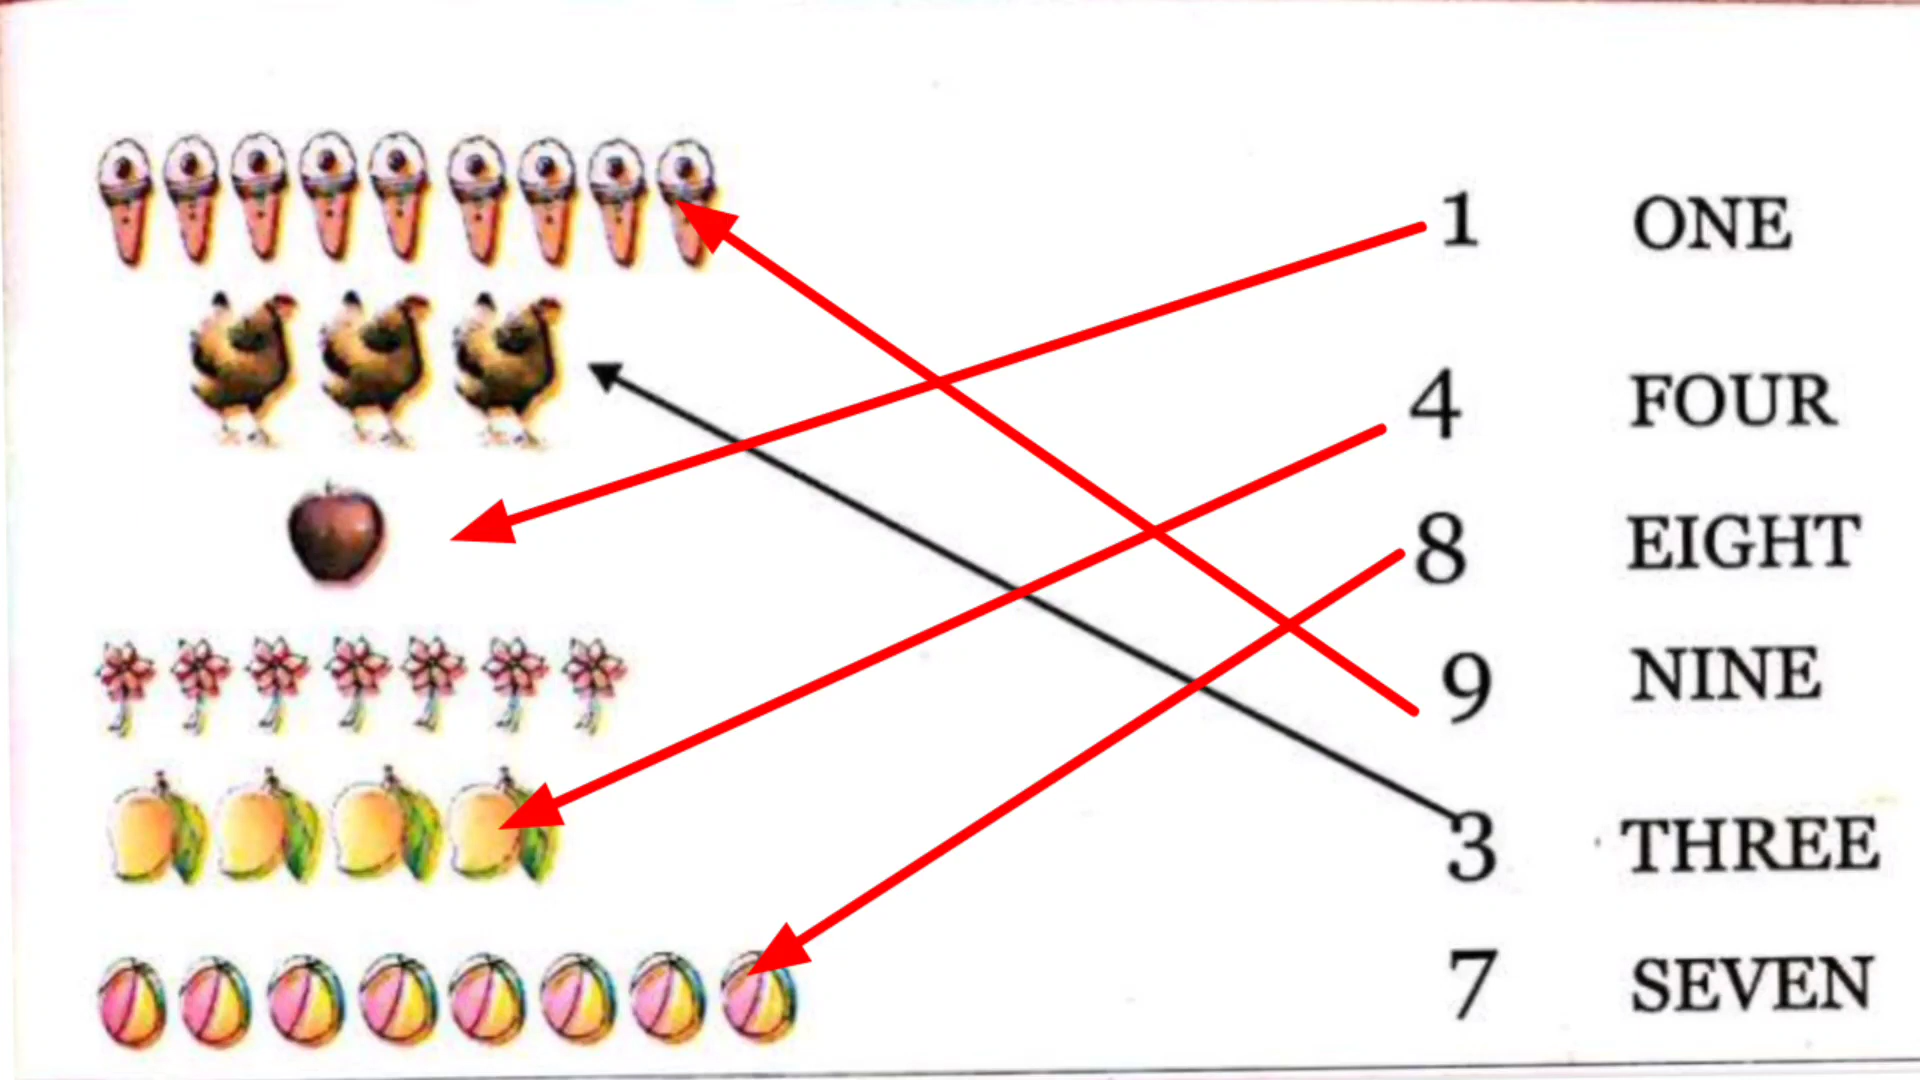 1 ONE
4 FOUR
8 EIGHT
9 NINE
3 THREE
7 SEVEN